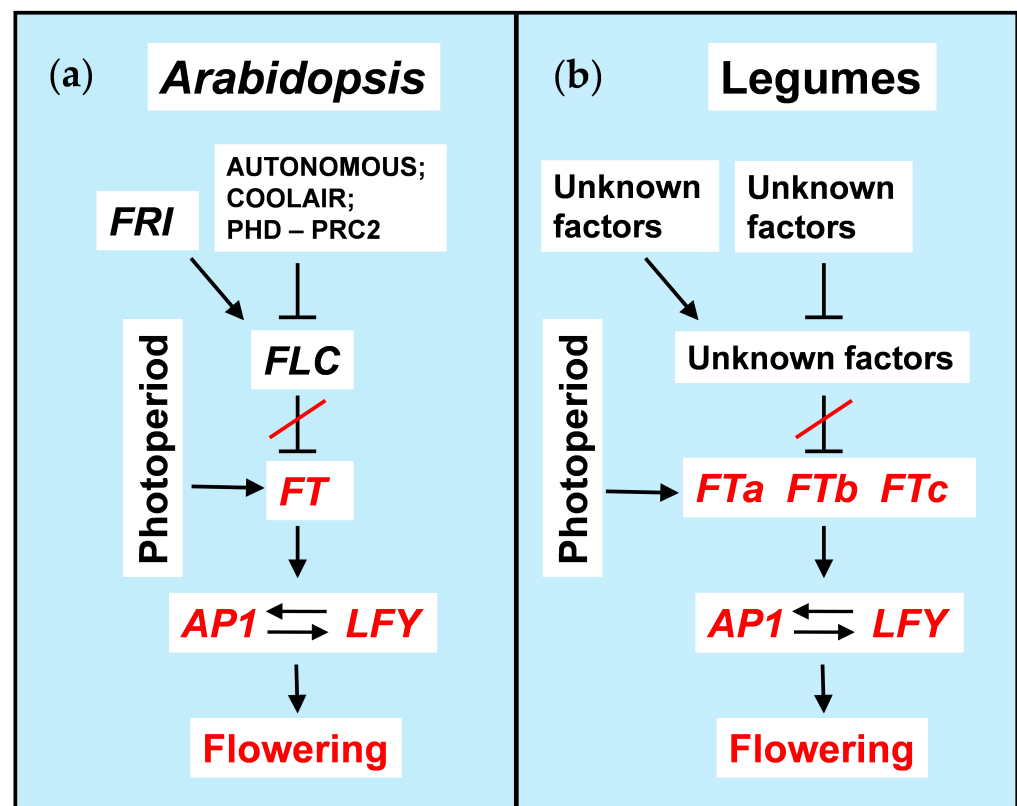 (a) Arabidopsis
FRI
AUTONOMOUS;
COOLAIR;
PHD – PRC2
FLC
Photoperiod
FT
AP1 LFY
Flowering
(b) Legumes
Unknown
factors
Unknown
factors
Unknown factors
Photoperiod
FTa FTb FTc
AP1 LFY
Flowering